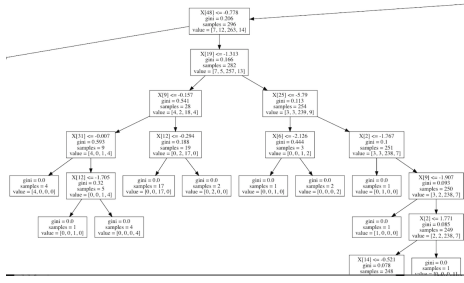 X[48] <= -0.778
gini = 0.206
samples = 296
value = [7, 12, 263, 14]
X[19] <= -1.313
gini = 0.166
samples = 282
value = [7, 5, 257, 13]
X[9] <= -0.157
gini = 0.541
samples = 28
value = [4, 2, 18, 4]
X[25] <= -5.79
gini = 0.113
samples = 254
value = [3, 3, 239, 9]
X[31] <= -0.007
gini = 0.593
samples = 9
value = [4, 0, 1, 4]
X[12] <= -0.294
gini = 0.188
samples = 19
value = [0, 2, 17, 0]
X[6] <= -2.126
gini = 0.444
samples = 3
value = [0, 0, 1, 2]
X[2] <= -1.767
gini = 0.1
samples = 251
value = [3, 3, 238, 7]
gini = 0.0
samples = 4
value = [4, 0, 0, 0]
X[12] <= -1.705
gini = 0.32
samples = 5
value = [0, 0, 1, 4]
gini = 0.0
samples = 17
value = [0, 0, 17, 0]
gini = 0.0
samples = 2
value = [0, 2, 0, 0]
gini = 0.0
samples = 1
value = [0, 0, 1, 0]
gini = 0.0
samples = 2
value = [0, 0, 0, 2]
gini = 0.0
samples = 1
value = [0, 1, 0, 0]
X[9] <= -1.907
gini = 0.093
samples = 250
value = [3, 2, 238, 7]
gini = 0.0
samples = 1
value = [0, 0, 1, 0]
gini = 0.0
samples = 4
value = [0, 0, 0, 4]
gini = 0.0
samples = 1
value = [1, 0, 0, 0]
X[2] <= 1.771
gini = 0.085
samples = 249
value = [2, 2, 238, 7]
X[14] <= -0.521
gini = 0.078
samples = 248
gini = 0.0
samples = 1